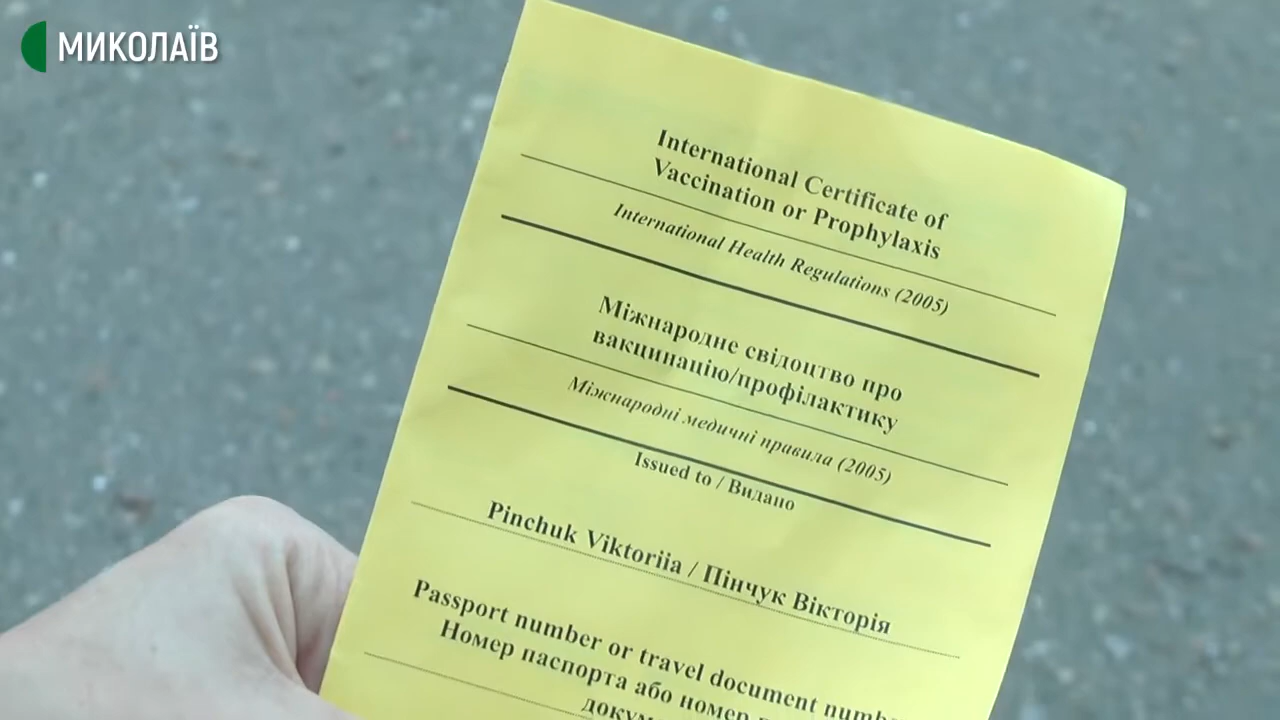 МИКОЛАЇВ
International Certificate of
Vaccination or Prophylaxis
International Health Regulations (2005)
Міжнародне свідоцтво про
вакцинацію/профілактику
Міжнародні медичні правила (2005)
Issued to / Видано
Pinchuk Viktoriia / Пінчук Вікторія
Passport number or travel document
Номер паспорта або номер